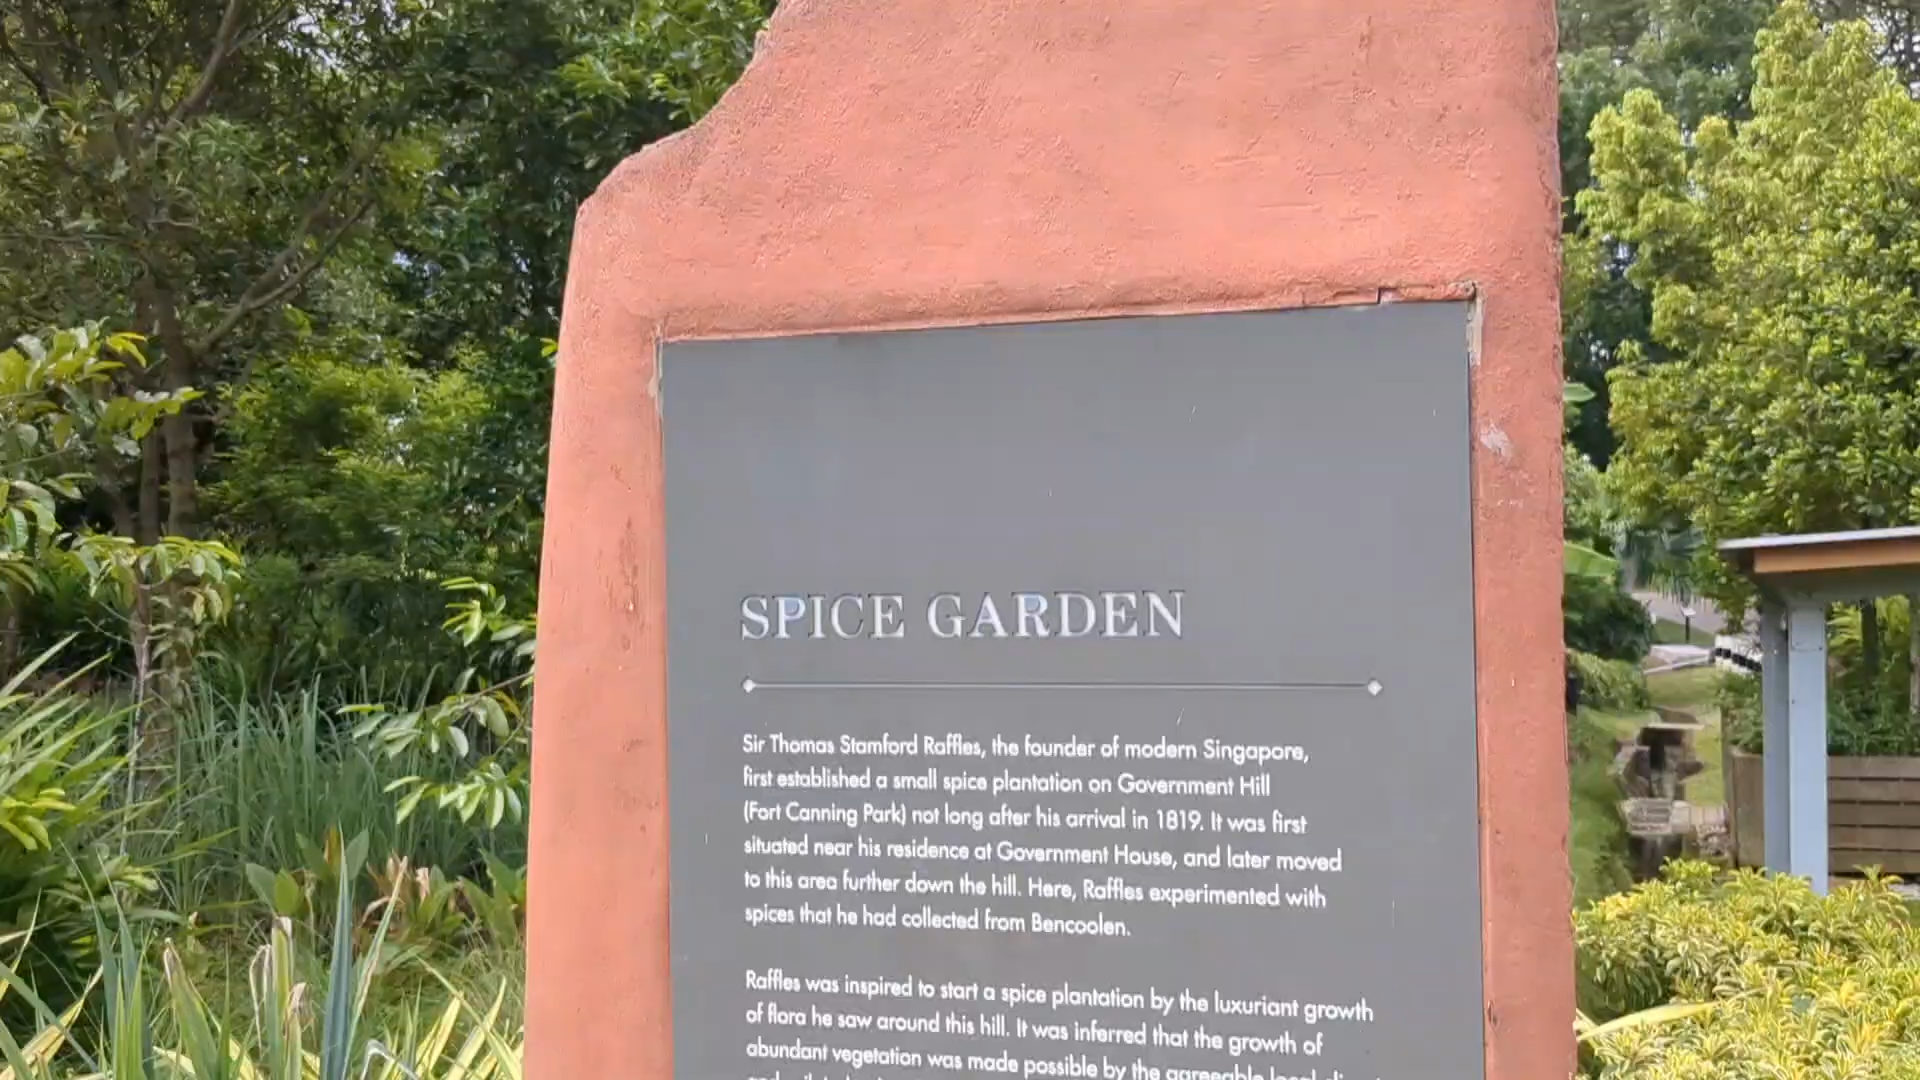 SPICE GARDEN
Sir Thomas Stamford Raffles, the founder of modern Singapore,
first established a small spice plantation on Government Hill
(Fort Canning Park) not long after his arrival in 1819. It was first
situated near his residence at Government House, and later moved
to this area further down the hill. Here, Raffles experimented with
spices that he had collected from Bencoolen.
Raffles was inspired to start a spice plantation by the luxuriant growth
of flora he saw around this hill. It was inferred that the growth of
abundant vegetation was made possible by the agreeable local